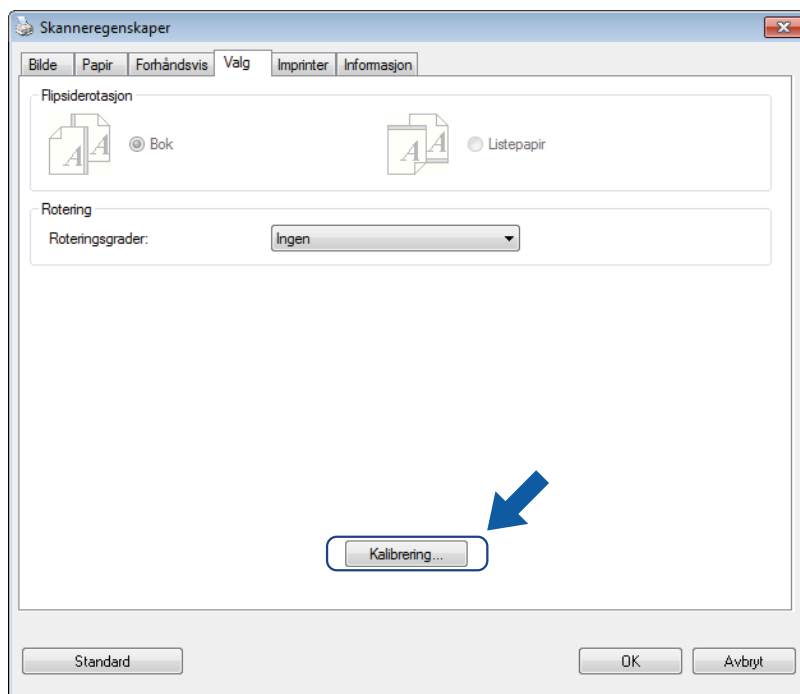 Skanneregenskaper
Bilde Papir Forhåndsvis Valg Imprinter Informasjon
Flipsiderotasjon
A A Bok A A Listepapir
Rotering
Roteringsgrader: Ingen
Kalibrering...
Standard OK Avbryt